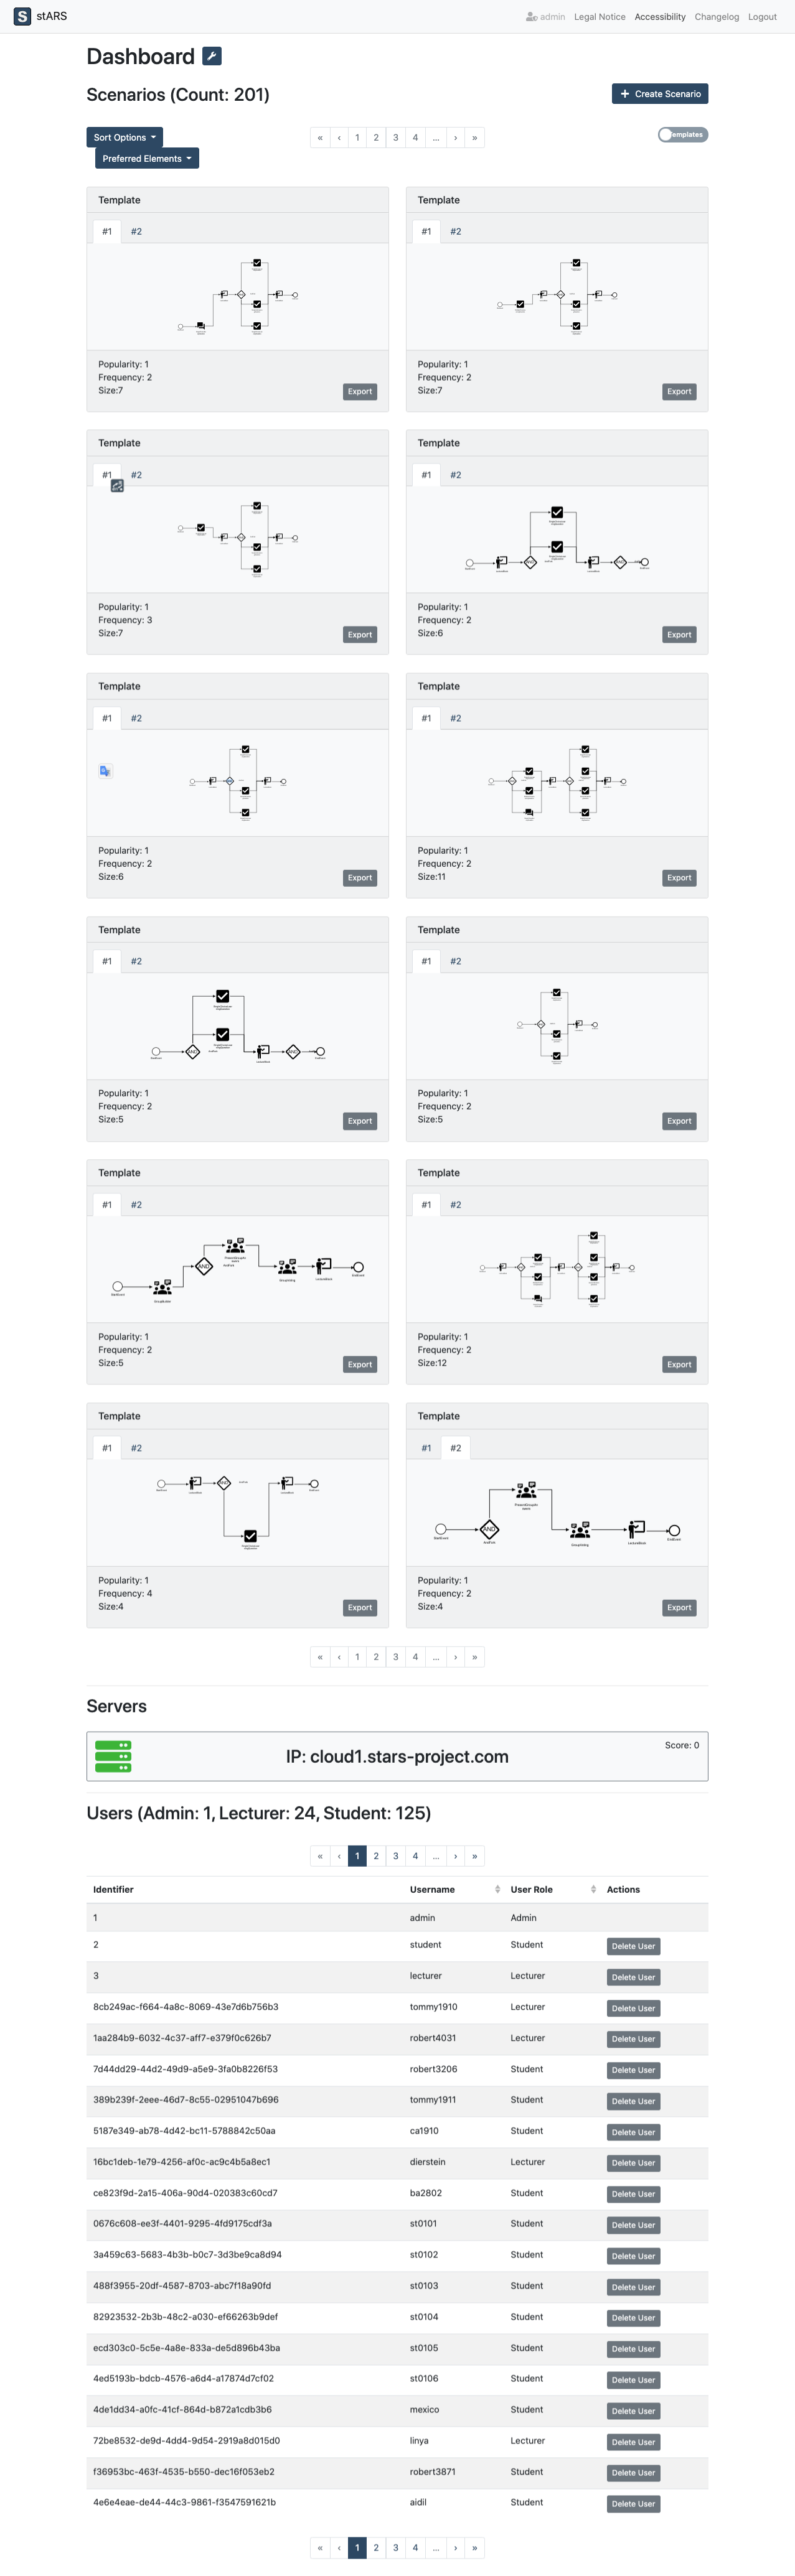 S stARS
admin Legal Notice Accessibility Changelog Logout
Dashboard
Scenarios (Count: 201)
+ Create Scenario
Sort Options
« ‹ 1 2 3 4 ... › »
emplates
Preferred Elements
Template
#1 #2
Popularity: 1
Frequency: 2
Size:7
Export
Template
#1 #2
Popularity: 1
Frequency: 2
Size:7
Export
Template
#1 #2
Popularity: 1
Frequency: 3
Size:7
Export
Template
#1 #2
Popularity: 1
Frequency: 2
Size:6
Export
Template
#1 #2
Popularity: 1
Frequency: 2
Size:6
Export
Template
#1 #2
Popularity: 1
Frequency: 2
Size:11
Export
Template
#1 #2
Popularity: 1
Frequency: 2
Size:5
Export
Template
#1 #2
Popularity: 1
Frequency: 2
Size:5
Export
Template
#1 #2
Popularity: 1
Frequency: 2
Size:5
Export
Template
#1 #2
Popularity: 1
Frequency: 2
Size:12
Export
Template
#1 #2
Popularity: 1
Frequency: 4
Size:4
Export
Template
#1 #2
Popularity: 1
Frequency: 2
Size:4
Export
« ‹ 1 2 3 4 ... › »
Servers
IP: cloud1.stars-project.com
Score: 0
Users (Admin: 1, Lecturer: 24, Student: 125)
« ‹ 1 2 3 4 ... › »
Identifier Username User Role Actions
1 admin Admin
2 student Student Delete User
3 lecturer Lecturer Delete User
8cb249ac-f664-4a8c-8069-43e7d6b756b3 tommy1910 Lecturer Delete User
1aa284b9-6032-4c37-aff7-e379f0c626b7 robert4031 Lecturer Delete User
7d44dd29-44d2-49d9-a5e9-3fa0b8226f53 robert3206 Student Delete User
389b239f-2eee-46d7-8c55-02951047b696 tommy1911 Student Delete User
5187e349-ab78-4d42-bc11-5788842c50aa ca1910 Student Delete User
16bc1deb-1e79-4256-af0c-ac9c4b5a8ec1 dierstein Lecturer Delete User
ce823f9d-2a15-406a-90d4-020383c60cd7 ba2802 Student Delete User
0676c608-ee3f-4401-9295-4fd9175cdf3a st0101 Student Delete User
3a459c63-5683-4b3b-b0c7-3d3be9ca8d94 st0102 Student Delete User
488f3955-20df-4587-8703-abc7f18a90fd st0103 Student Delete User
82923532-2b3b-48c2-a030-ef66263b9def st0104 Student Delete User
ecd303c0-5c5e-4a8e-833a-de5d896b43ba st0105 Student Delete User
4ed5193b-bdcb-4576-a6d4-a17874d7cf02 st0106 Student Delete User
4de1dd34-a0fc-41cf-864d-b872a1cdb3b6 mexico Student Delete User
72be8532-de9d-4dd4-9d54-2919a8d015d0 linya Lecturer Delete User
f36953bc-463f-4535-b550-dec16f053eb2 robert3871 Student Delete User
4e6e4eae-de44-44c3-9861-f3547591621b aidil Student Delete User
« ‹ 1 2 3 4 ... › »